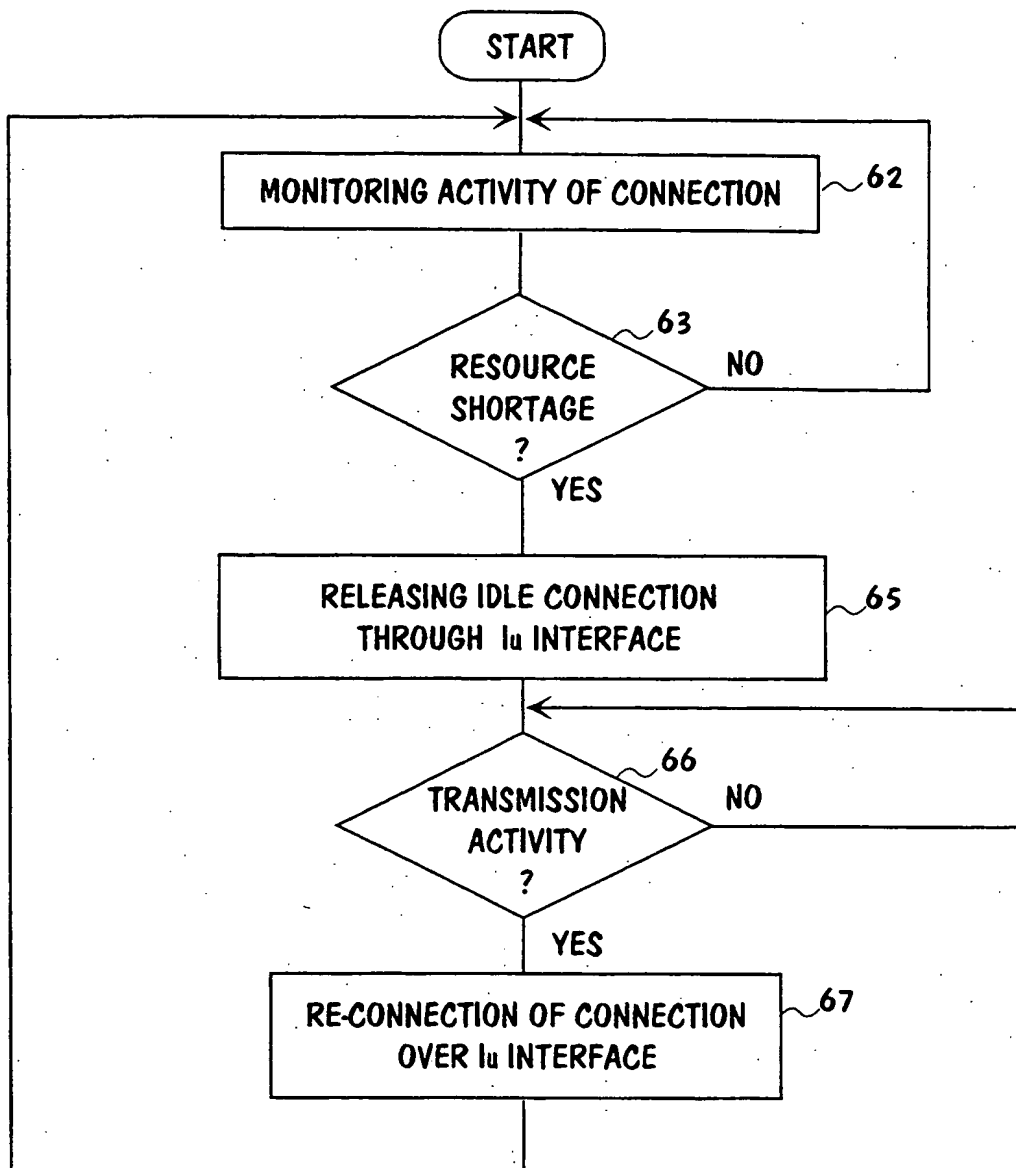 START
MONITORING ACTIVITY OF CONNECTION
62
63
RESOURCE
SHORTAGE
?
NO
YES
RELEASING IDLE CONNECTION
THROUGH Iu INTERFACE
65
66
TRANSMISSION
ACTIVITY
?
NO
YES
RE-CONNECTION OF CONNECTION
OVER Iu INTERFACE
67